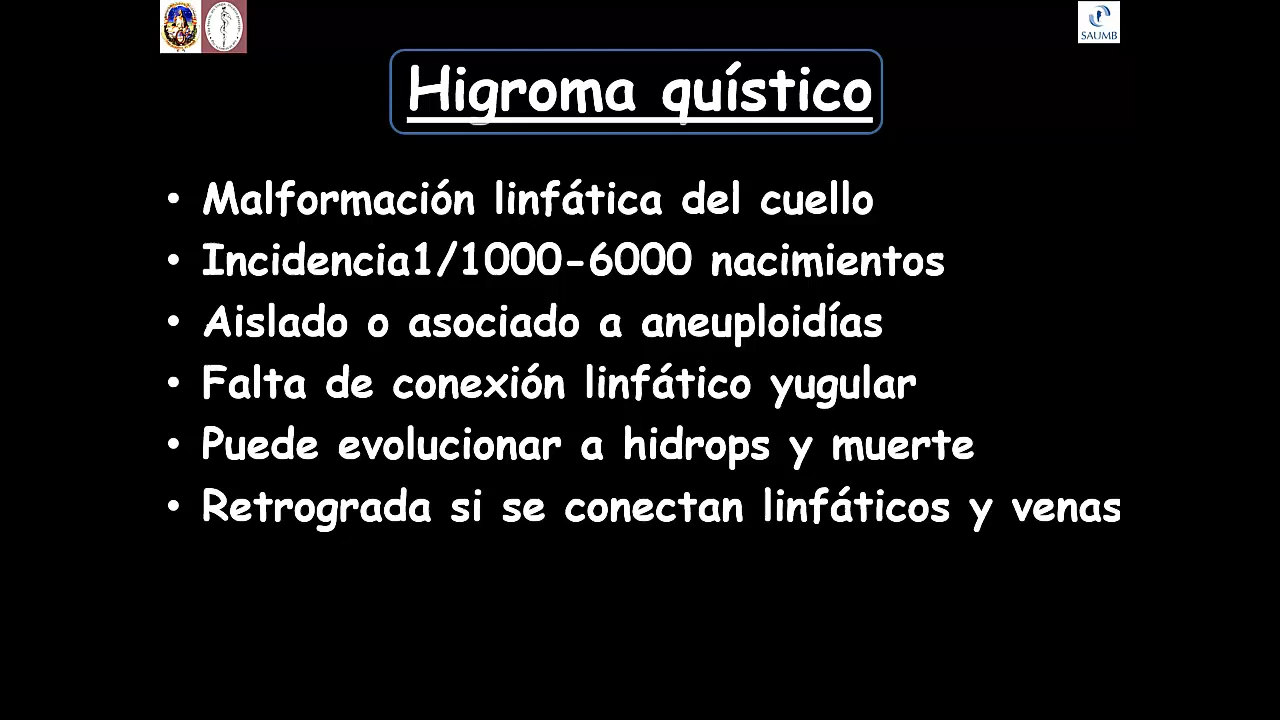 SAUMB
Higroma quístico
• Malformación linfática del cuello
• Incidencia1/1000-6000 nacimientos
• Aislado o asociado a aneuploidías
• Falta de conexión linfático yugular
• Puede evolucionar a hidrops y muerte
• Retrograda si se conectan linfáticos y venas